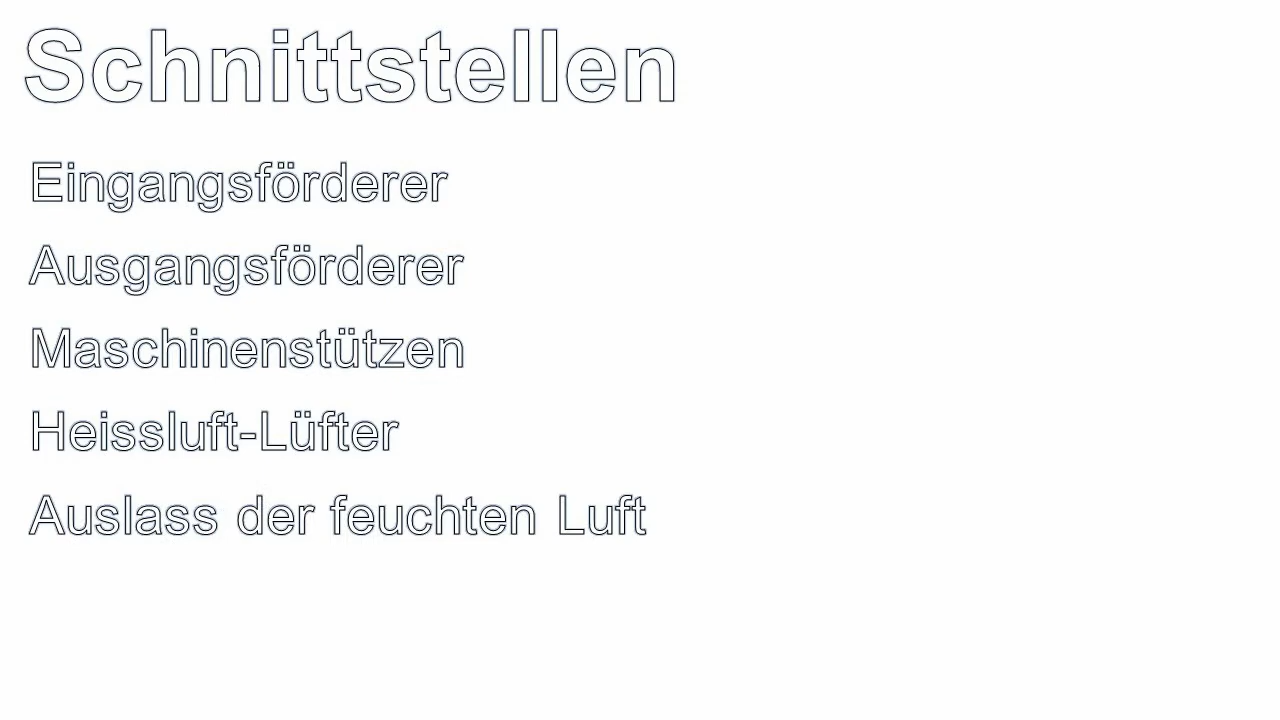 Schnittstellen
Eingangsförderer
Ausgangsförderer
Maschinenstützen
Heissluft-Lüfter
Auslass der feuchten Luft